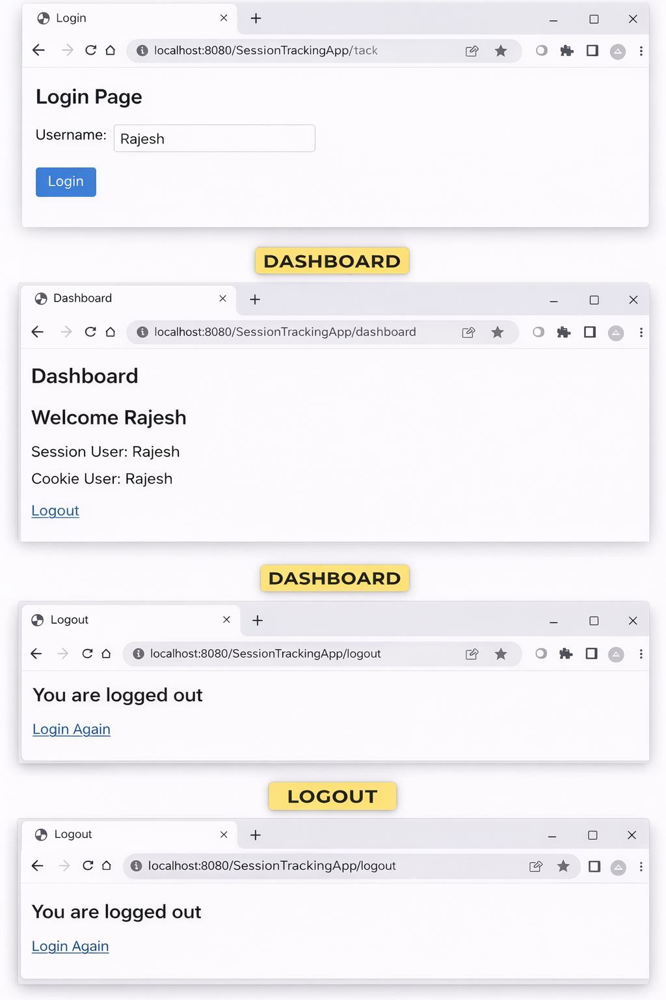 Login
localhost:8080/SessionTrackingApp/tack
Login Page
Username: Rajesh
Login
DASHBOARD
Dashboard
localhost:8080/SessionTrackingApp/dashboard
Dashboard
Welcome Rajesh
Session User: Rajesh
Cookie User: Rajesh
Logout
DASHBOARD
Logout
localhost:8080/SessionTrackingApp/logout
You are logged out
Login Again
LOGOUT
Logout
localhost:8080/SessionTrackingApp/logout
You are logged out
Login Again